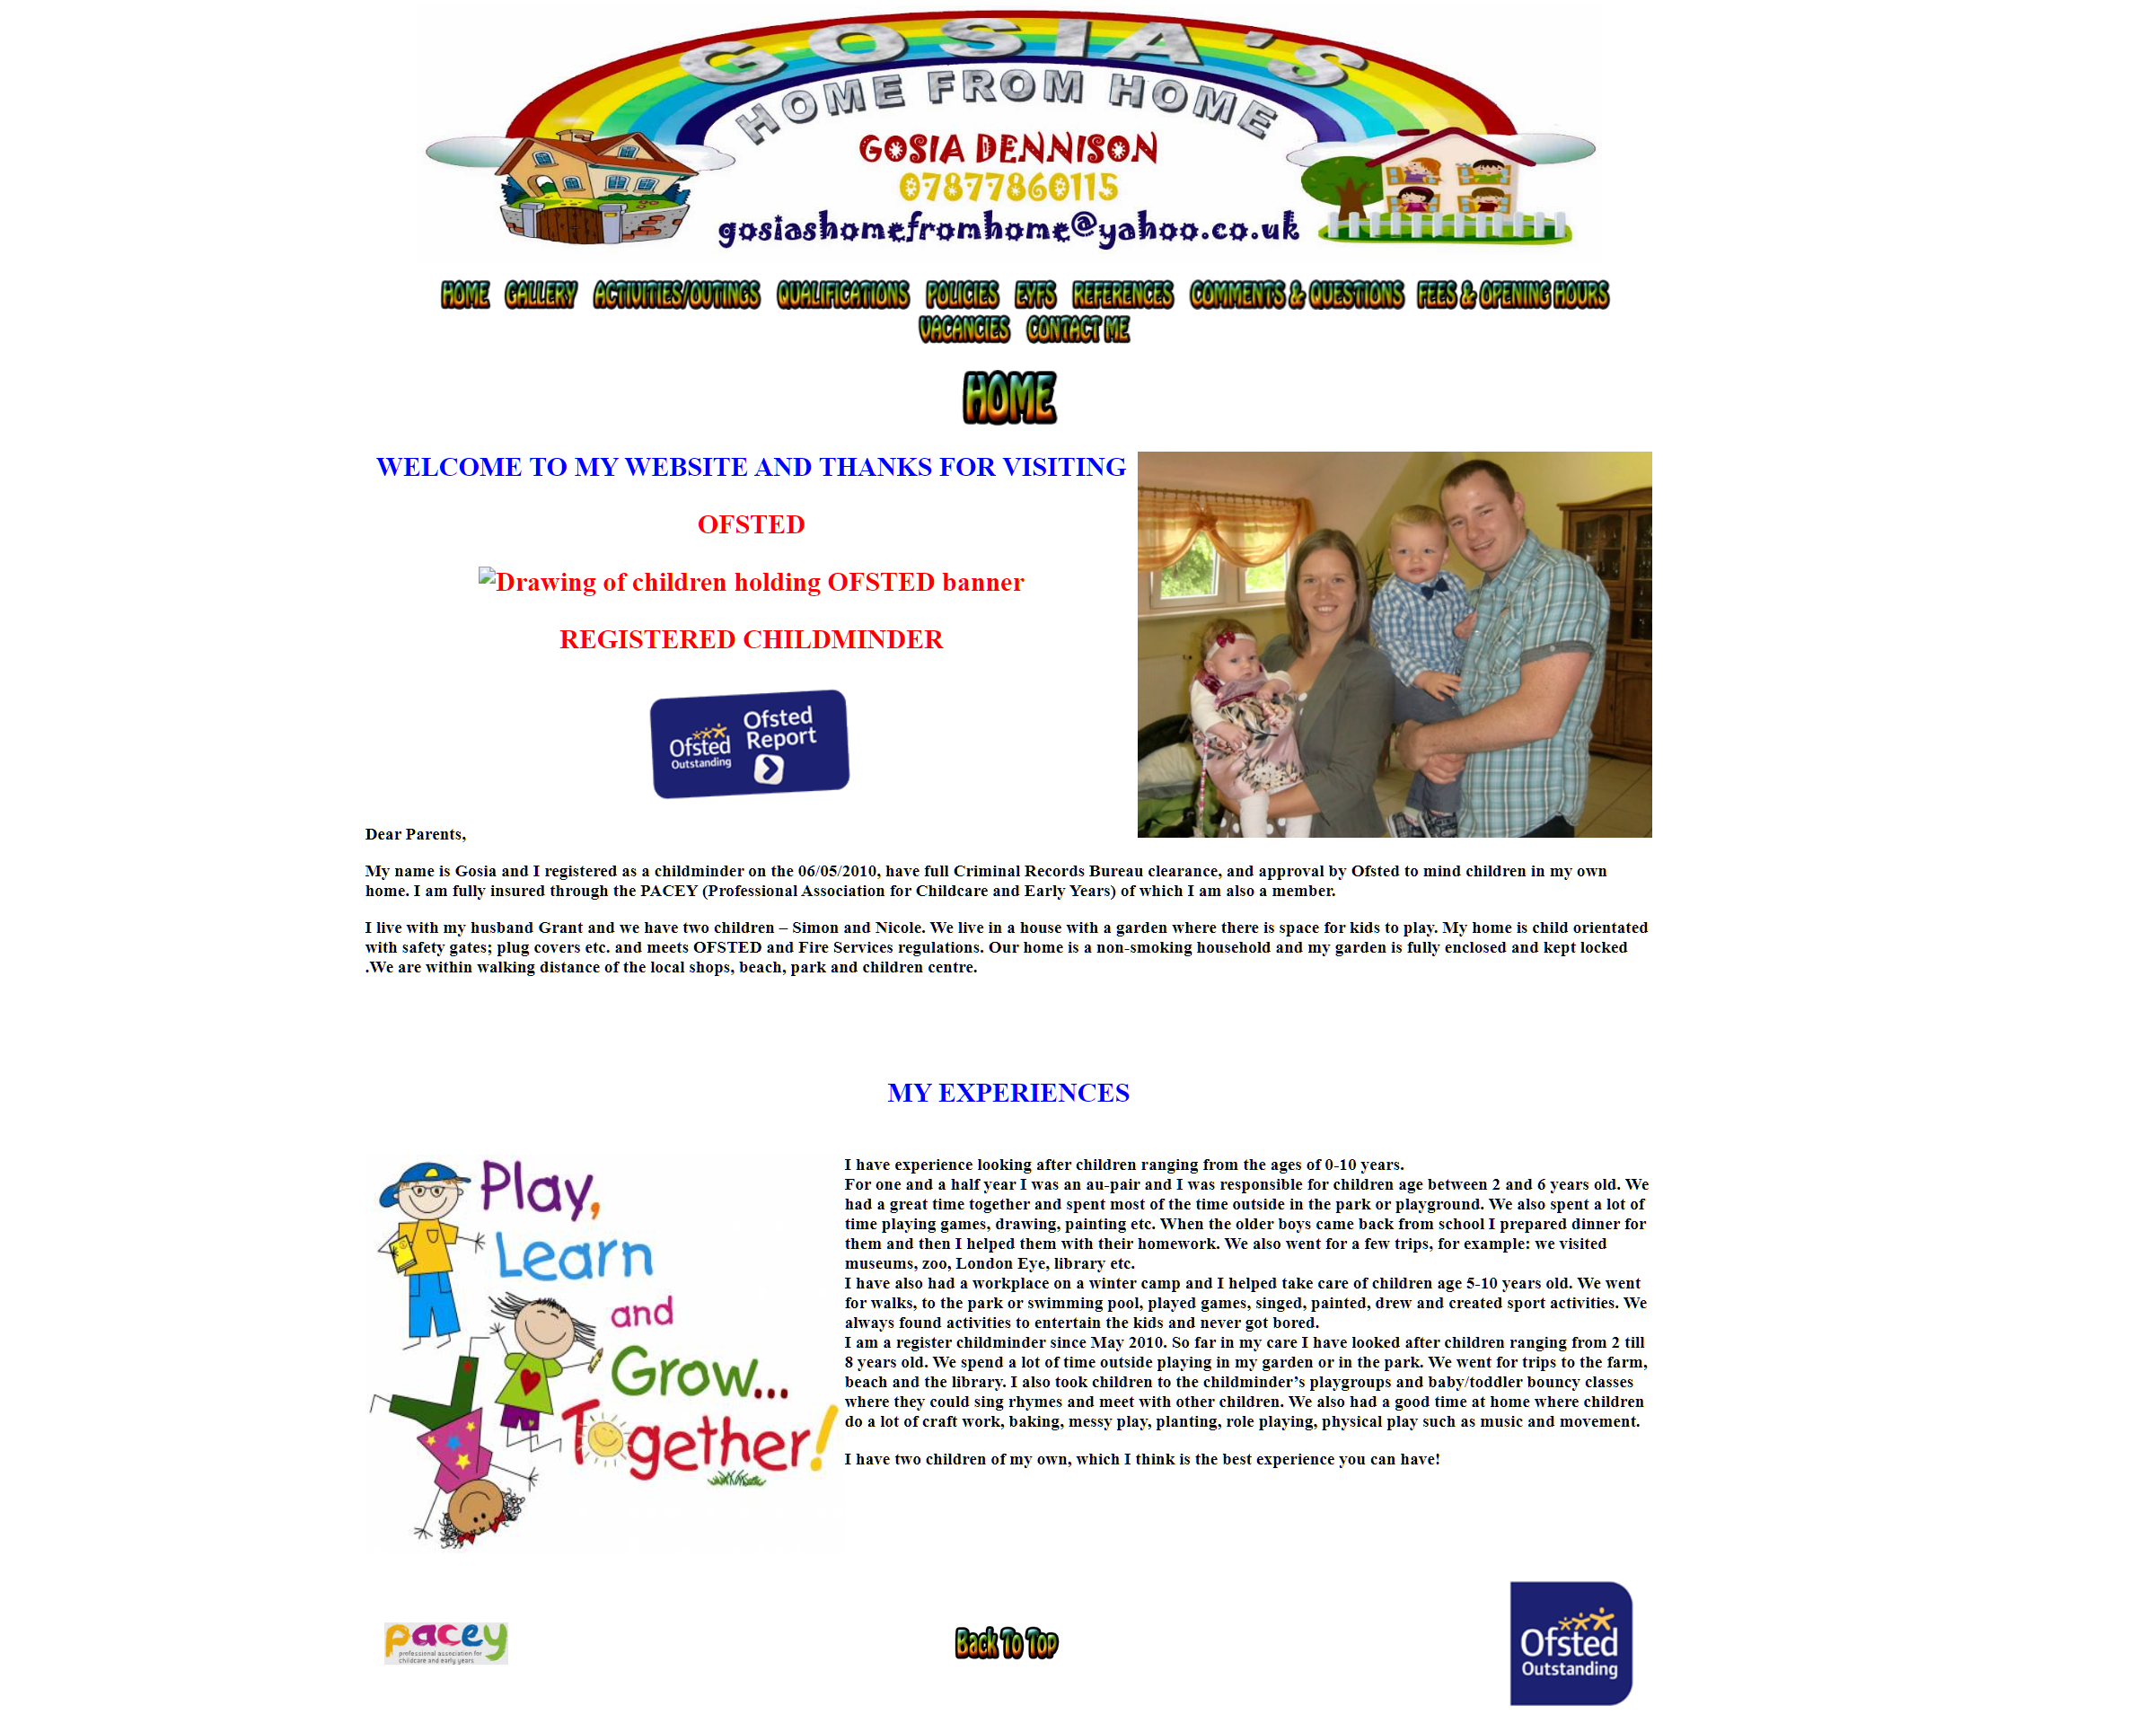 GOSIA'S
HOME FROM HOME
GOSIA DENNISON
07877860115
gosiashomefromhome@yahoo.co.uk
HOME GALLERY ACTIVITIES/OUTINGS QUALIFICATIONS POLICIES EYFS REFERENCES COMMENTS & QUESTIONS FEES & OPENING HOURS
VACANCIES CONTACT ME
HOME
WELCOME TO MY WEBSITE AND THANKS FOR VISITING
OFSTED
Drawing of children holding OFSTED banner
REGISTERED CHILDMINDER
Ofsted
Outstanding
Ofsted
Report
Dear Parents,
My name is Gosia and I registered as a childminder on the 06/05/2010, have full Criminal Records Bureau clearance, and approval by Ofsted to mind children in my own
home. I am fully insured through the PACEY (Professional Association for Childcare and Early Years) of which I am also a member.
I live with my husband Grant and we have two children – Simon and Nicole. We live in a house with a garden where there is space for kids to play. My home is child orientated
with safety gates; plug covers etc. and meets OFSTED and Fire Services regulations. Our home is a non-smoking household and my garden is fully enclosed and kept locked
.We are within walking distance of the local shops, beach, park and children centre.
MY EXPERIENCES
Play,
Learn
and
Grow...
Together!
I have experience looking after children ranging from the ages of 0-10 years.
For one and a half year I was an au-pair and I was responsible for children age between 2 and 6 years old. We
had a great time together and spent most of the time outside in the park or playground. We also spent a lot of
time playing games, drawing, painting etc. When the older boys came back from school I prepared dinner for
them and then I helped them with their homework. We also went for a few trips, for example: we visited
museums, zoo, London Eye, library etc.
I have also had a workplace on a winter camp and I helped take care of children age 5-10 years old. We went
for walks, to the park or swimming pool, played games, singed, painted, drew and created sport activities. We
always found activities to entertain the kids and never got bored.
I am a register childminder since May 2010. So far in my care I have looked after children ranging from 2 till
8 years old. We spend a lot of time outside playing in my garden or in the park. We went for trips to the farm,
beach and the library. I also took children to the childminder’s playgroups and baby/toddler bouncy classes
where they could sing rhymes and meet with other children. We also had a good time at home where children
do a lot of craft work, baking, messy play, planting, role playing, physical play such as music and movement.
I have two children of my own, which I think is the best experience you can have!
pacey
professional association for
childcare and early years
Back To Top
Ofsted
Outstanding